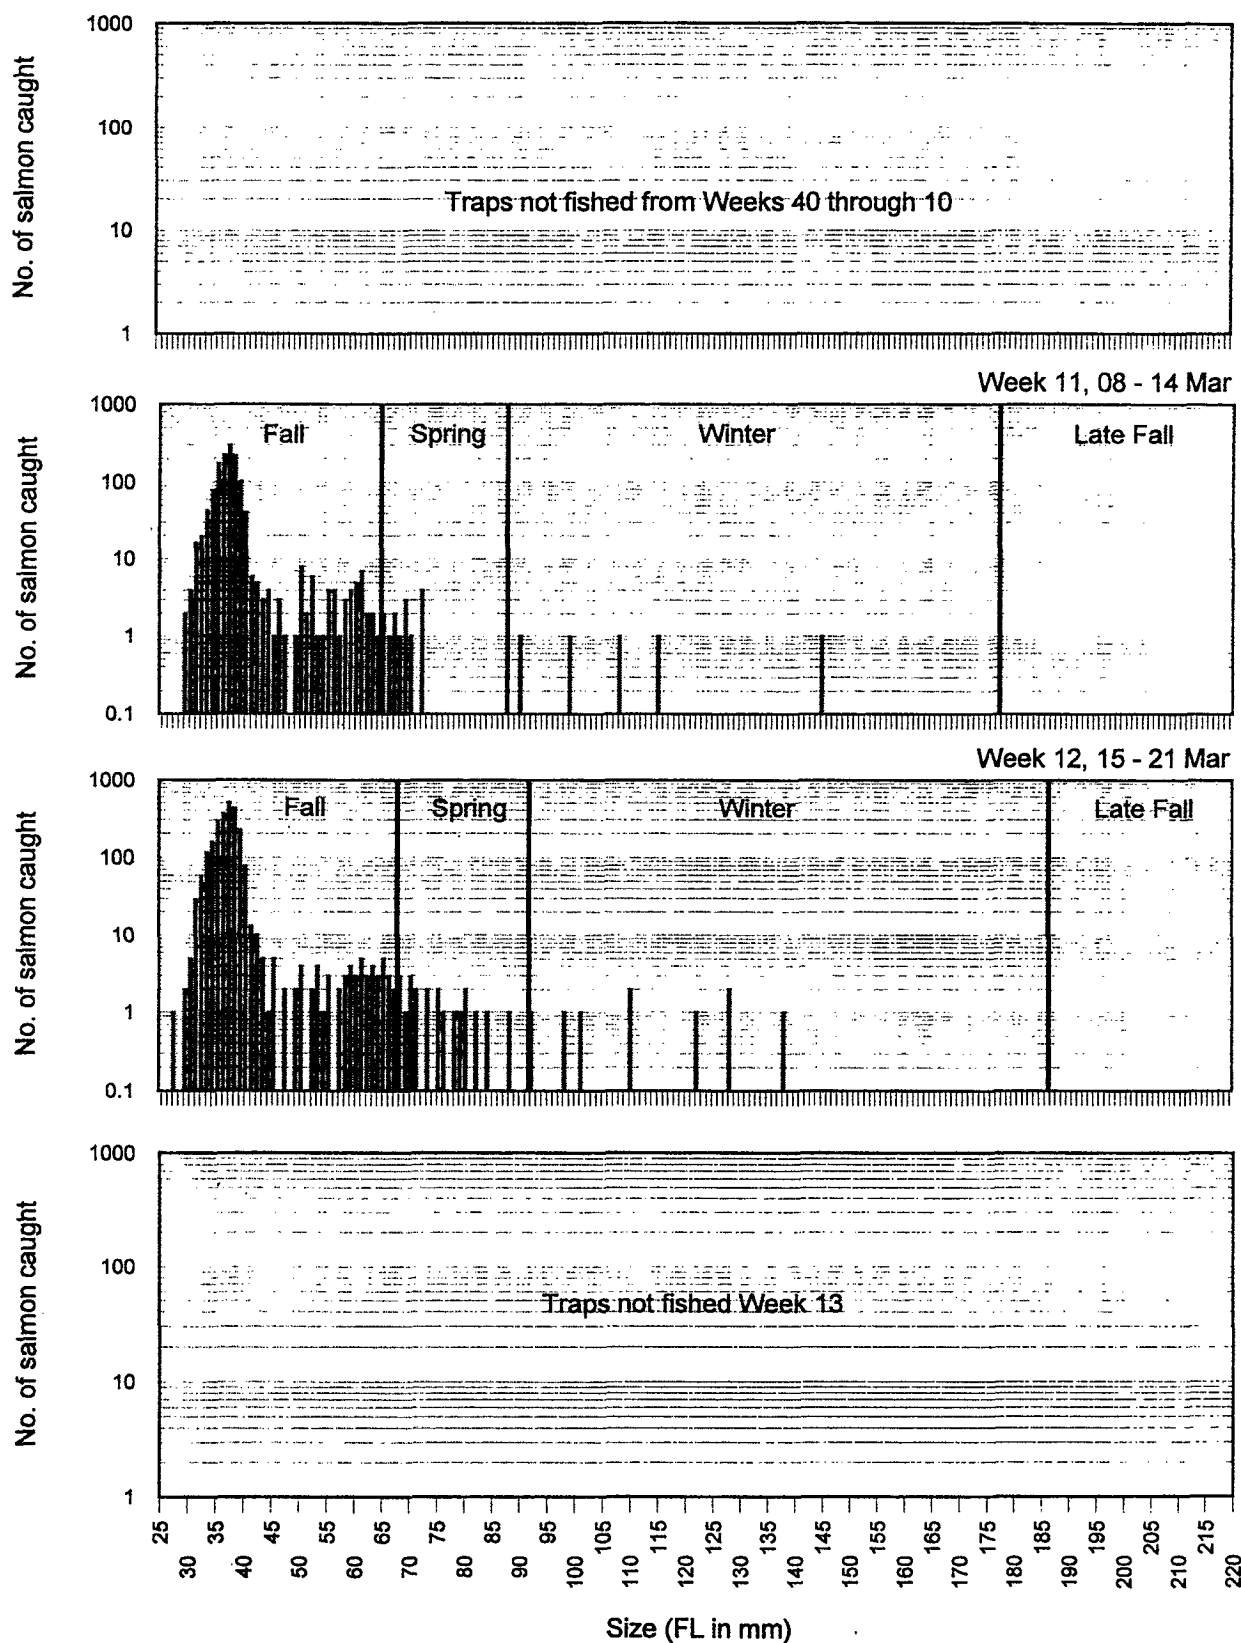 No. of salmon caught
1000
100
10
1
Traps not fished from Weeks 40 through 10
Week 11, 08 - 14 Mar
No. of salmon caught
1000
100
10
1
0.1
Fall Spring Winter Late Fall
Week 12, 15 - 21 Mar
No. of salmon caught
1000
100
10
1
0.1
Fall Spring Winter Late Fall
No. of salmon caught
1000
100
10
1
Traps not fished Week 13
25 30 35 40 45 50 55 60 65 70 75 80 85 90 95 100 105 110 115 120 125 130 135 140 145 150 155 160 165 170 175 180 185 190 195 200 205 210 215 220
Size (FL in mm)